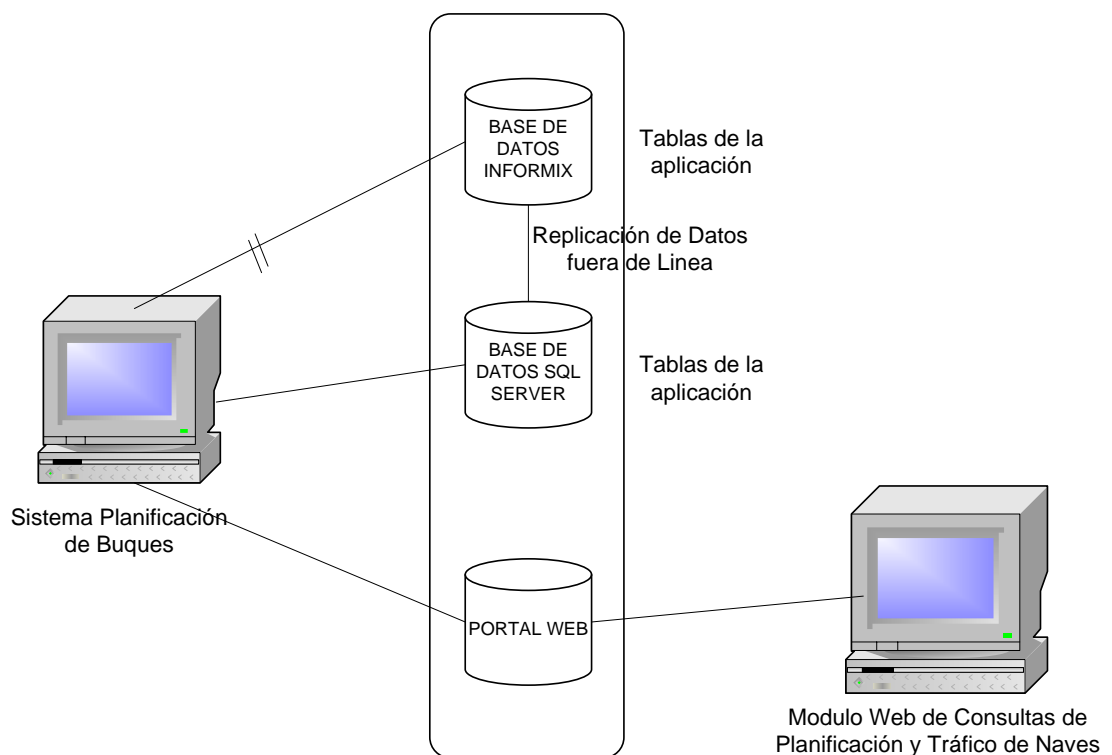 BASE DE
DATOS
INFORMIX
Tablas de la
aplicación
Replicación de Datos
fuera de Linea
BASE DE
DATOS SQL
SERVER
Tablas de la
aplicación
Sistema Planificación
de Buques
PORTAL WEB
Modulo Web de Consultas de
Planificación y Tráfico de Naves